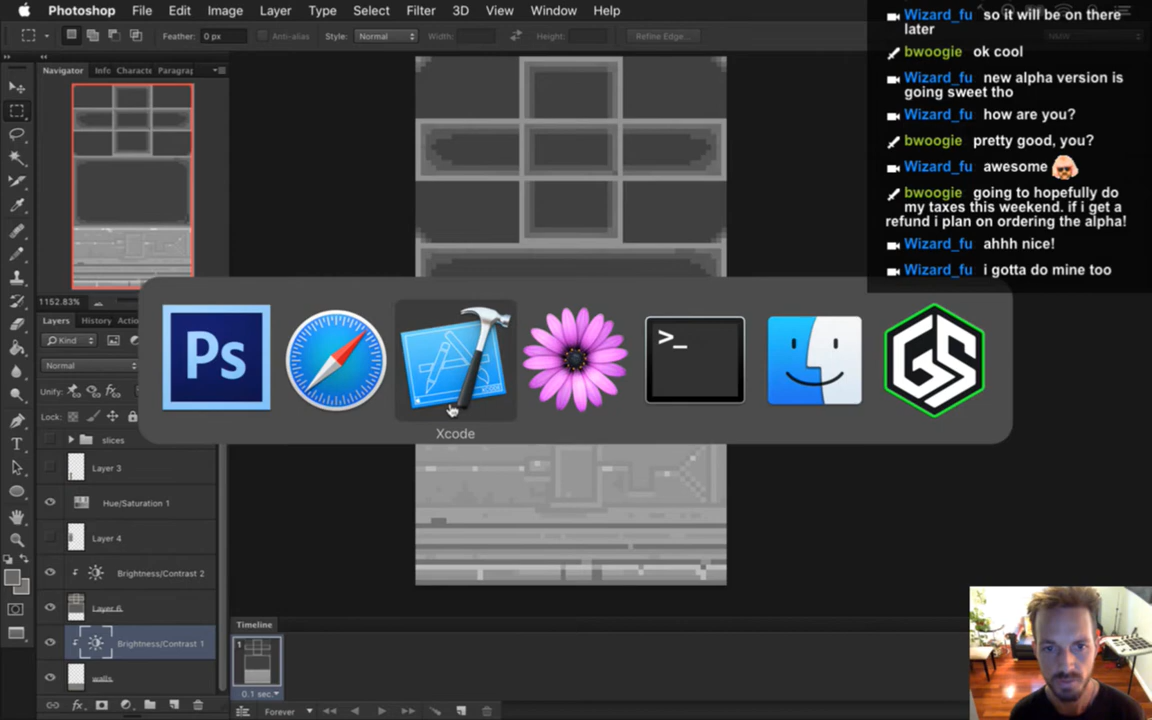 Photoshop File Edit Image Layer Type Select Filter 3D View Window Help
Feather: 0 px Anti-alias Style: Normal Width: Height: Refine Edge...
Navigator Info Characte Paragraj
1152.83%
Layers History Actio
Kind
Normal
Unify:
Lock:
slices
Layer 3
Hue/Saturation 1
Layer 4
Brightness/Contrast 2
Layer 6
Brightness/Contrast 1
walls
fx
Ps
>_
GS
Xcode
Timeline
1
0.1 sec.
Forever
Wizard_fu so it will be on there
later
bwoogie ok cool
Wizard_fu new alpha version is
going sweet tho
Wizard_fu how are you?
bwoogie pretty good, you?
Wizard_fu awesome
bwoogie going to hopefully do
my taxes this weekend. if i get a
refund i plan on ordering the alpha!
Wizard_fu ahhh nice!
Wizard_fu i gotta do mine too